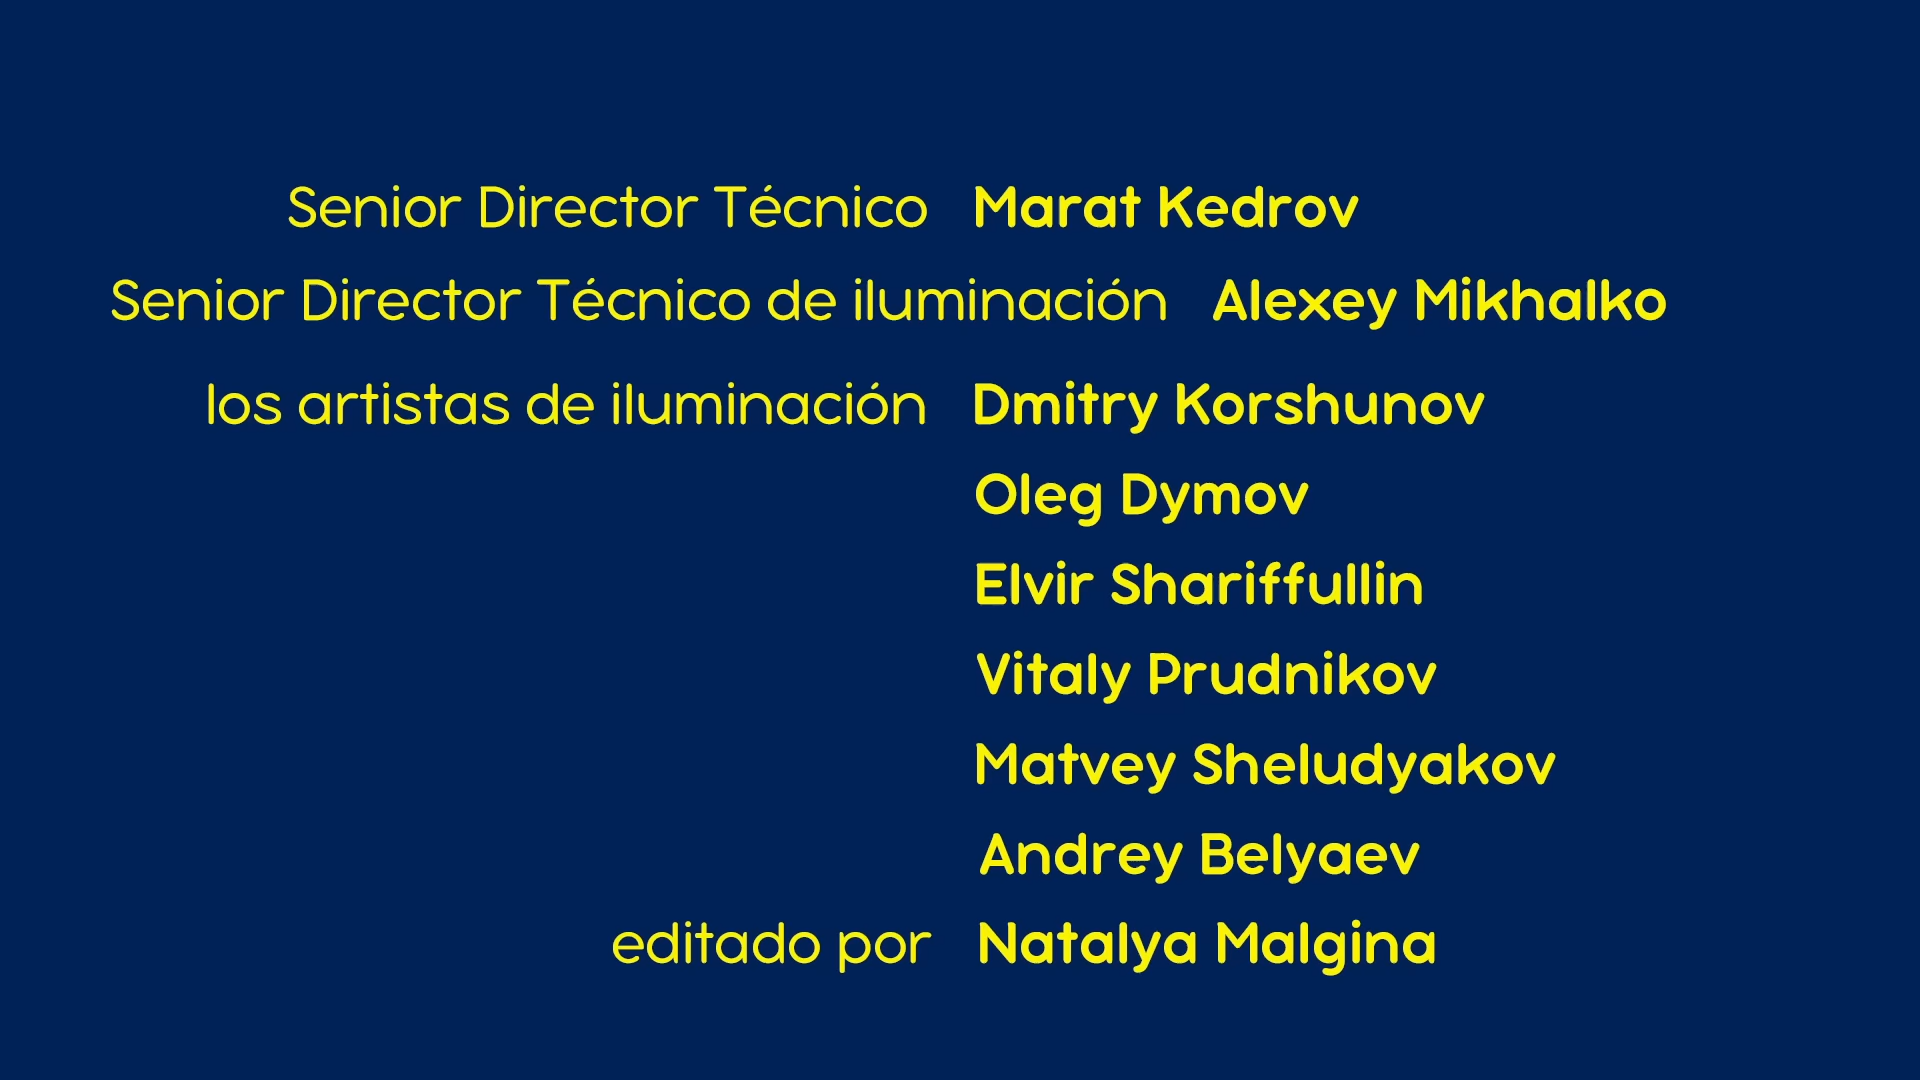 Senior Director Técnico Marat Kedrov
Senior Director Técnico de iluminación Alexey Mikhalko
los artistas de iluminación Dmitry Korshunov
Oleg Dymov
Elvir Shariffullin
Vitaly Prudnikov
Matvey Sheludyakov
Andrey Belyaev
editado por Natalya Malgina